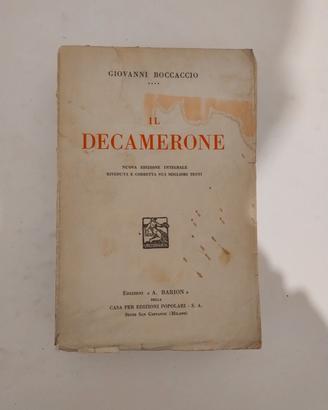 GIOVANNI BOCCACCIO
IL
DECAMERONE
NUOVA EDIZIONE INTEGRALE
RIVEDUTA E CORRETTA SUI MIGLIORI TESTI
EDIZIONI «A. BARION»
DELLA
CASA PER EDIZIONI POPOLARI - S. A.
SESTO SAN GIOVANNI (MILANO)